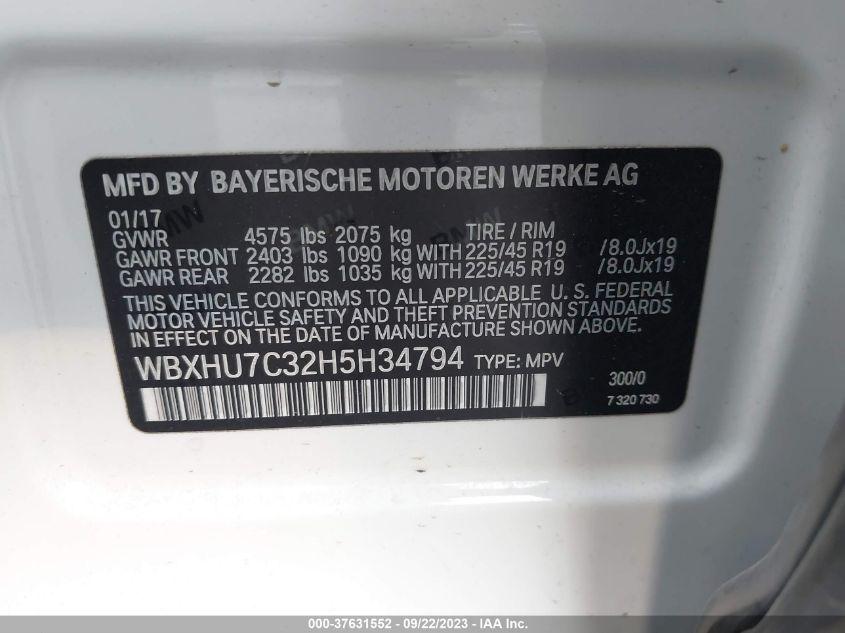 MFD BY BAYERISCHE MOTOREN WERKE AG
01/17
GVWR 4575 lbs 2075 kg TIRE / RIM
GAWR FRONT 2403 lbs 1090 kg WITH 225/45 R19 /8.0Jx19
GAWR REAR 2282 lbs 1035 kg WITH 225/45 R19 /8.0Jx19
THIS VEHICLE CONFORMS TO ALL APPLICABLE U. S. FEDERAL
MOTOR VEHICLE SAFETY AND THEFT PREVENTION STANDARDS
IN EFFECT ON THE DATE OF MANUFACTURE SHOWN ABOVE.
WBXHU7C32H5H34794 TYPE: MPV
300/0
7 320 730
000-37631552 - 09/22/2023 - © IAA, Inc.